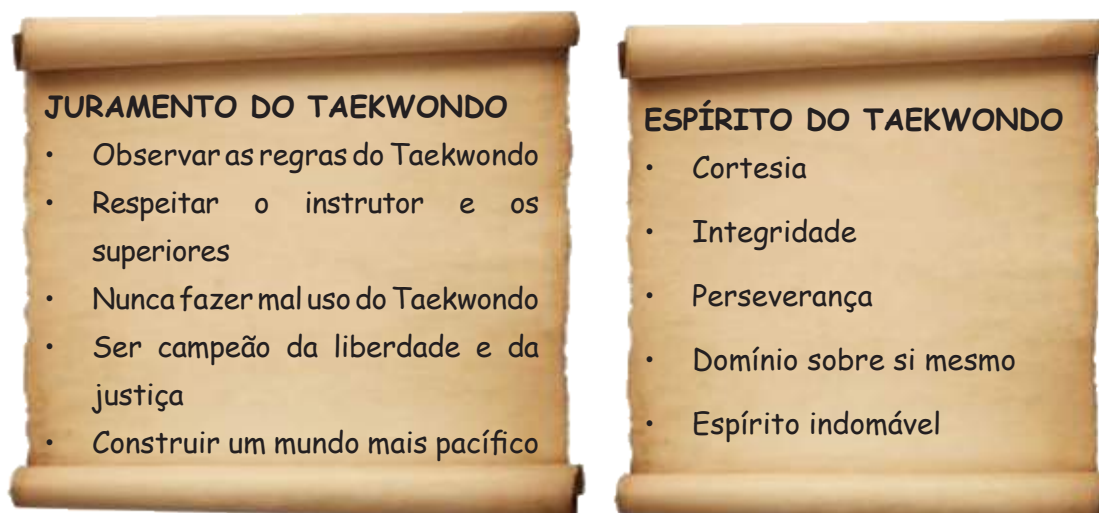 JURAMENTO DO TAEKWONDO
• Observar as regras do Taekwondo
• Respeitar o instrutor e os
superiores
• Nunca fazer mal uso do Taekwondo
• Ser campeão da liberdade e da
justiça
• Construir um mundo mais pacífico
ESPÍRITO DO TAEKWONDO
• Cortesia
• Integridade
• Perseverança
• Domínio sobre si mesmo
• Espírito indomável